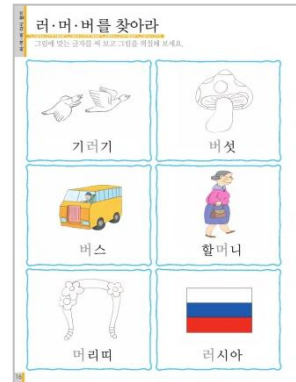 러·머·버를 찾아라
그림에 맞는 글자를 써 보고 그림을 색칠해 보세요.
기러기
버섯
버스
할머니
머리띠
러시아
16